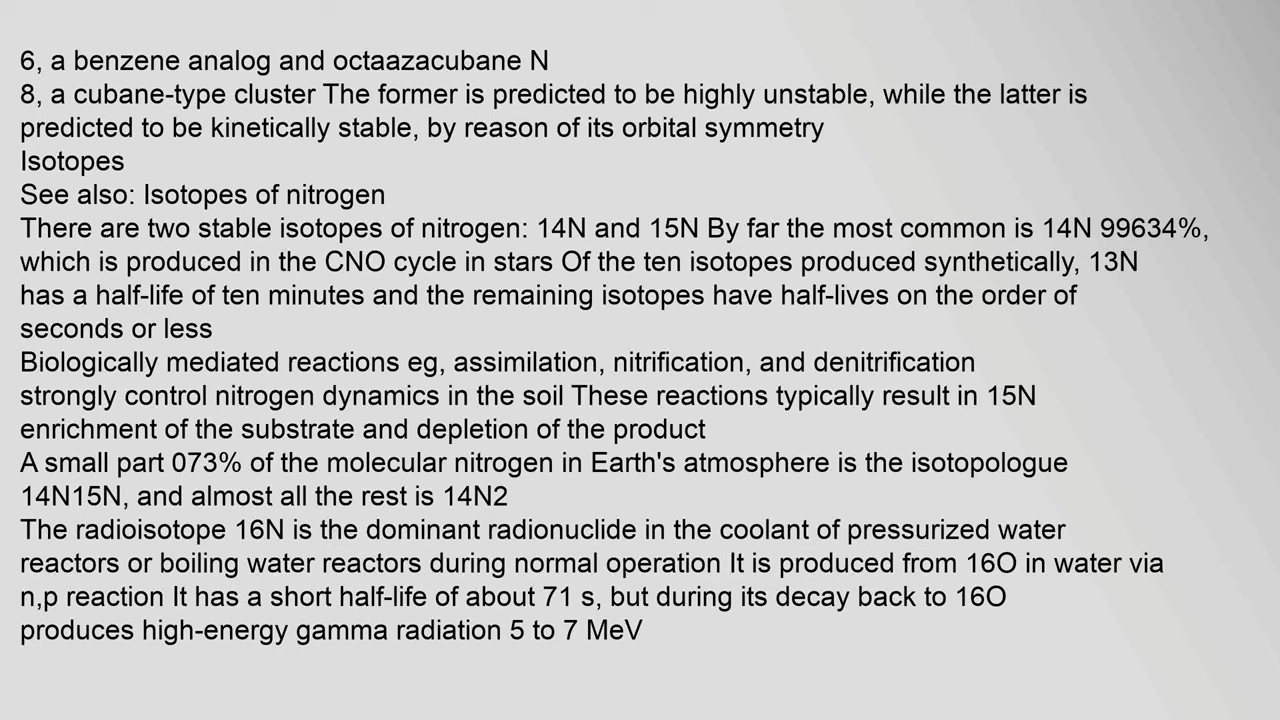 6, a benzene analog and octaazacubane N
8, a cubane-type cluster The former is predicted to be highly unstable, while the latter is
predicted to be kinetically stable, by reason of its orbital symmetry
Isotopes
See also: Isotopes of nitrogen
There are two stable isotopes of nitrogen: 14N and 15N By far the most common is 14N 99634%,
which is produced in the CNO cycle in stars Of the ten isotopes produced synthetically, 13N
has a half-life of ten minutes and the remaining isotopes have half-lives on the order of
seconds or less
Biologically mediated reactions eg, assimilation, nitrification, and denitrification
strongly control nitrogen dynamics in the soil These reactions typically result in 15N
enrichment of the substrate and depletion of the product
A small part 073% of the molecular nitrogen in Earth's atmosphere is the isotopologue
14N15N, and almost all the rest is 14N2
The radioisotope 16N is the dominant radionuclide in the coolant of pressurized water
reactors or boiling water reactors during normal operation It is produced from 16O in water via
n,p reaction It has a short half-life of about 71 s, but during its decay back to 16O
produces high-energy gamma radiation 5 to 7 MeV